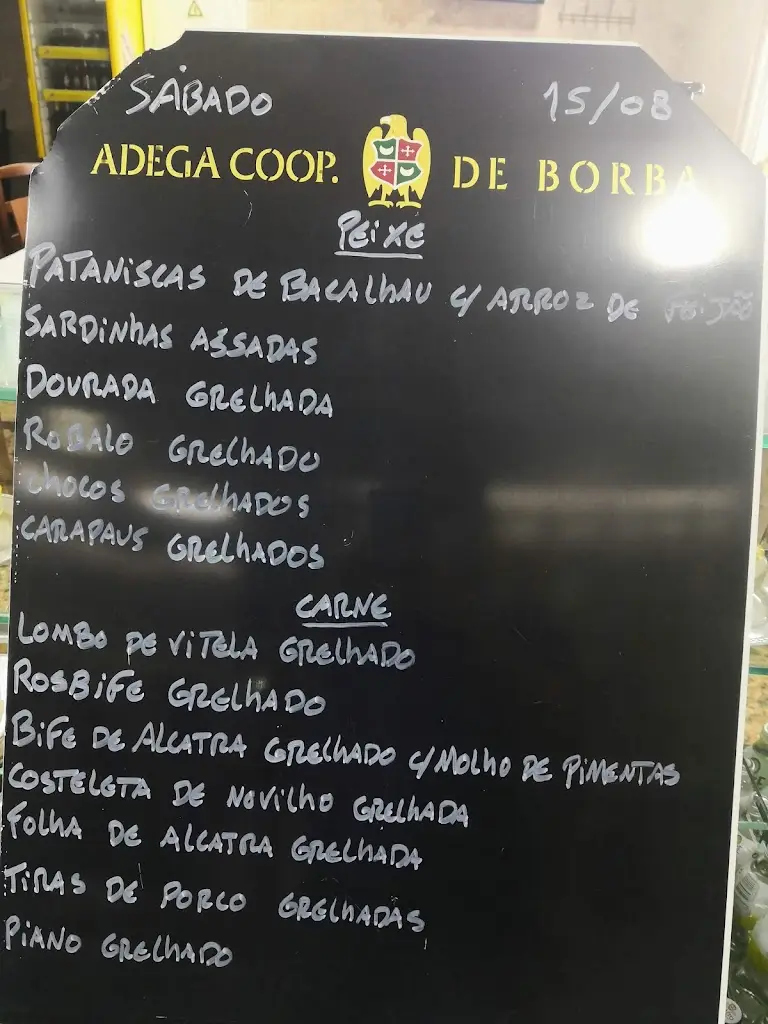 SÁBADO 15/08
ADEGA COOP. DE BORBA
PEIXE
PATANISCAS DE BACALHAU C/ ARROZ DE FEIJÃO
SARDINHAS ASSADAS
DOURADA GRELHADA
ROBALO GRELHADO
CHOCOS GRELHADOS
CARAPAUS GRELHADOS
CARNE
LOMBO DE VITELA GRELHADO
ROSBIFE GRELHADO
BIFE DE ALCATRA GRELHADO C/MOLHO DE PIMENTAS
COSTELETA DE NOVILHO GRELHADA
FOLHA DE ALCATRA GRELHADA
TIRAS DE PORCO GRELHADAS
PIANO GRELHADO